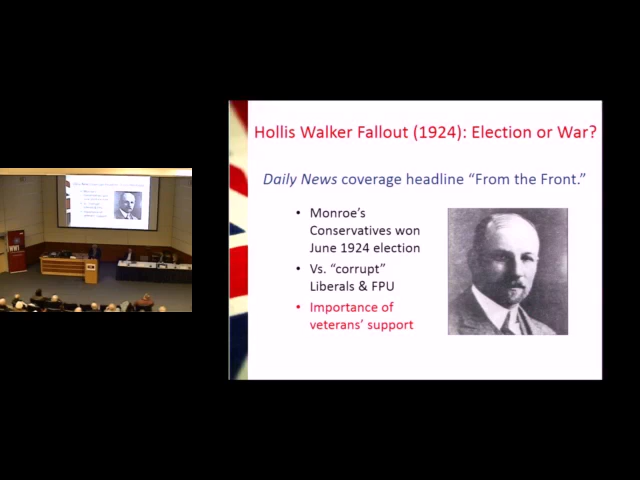 Hollis Walker Fallout (1924): Election or War?
Daily News coverage headline “From the Front.”
• Monroe’s
Conservatives won
June 1924 election
• Vs. “corrupt”
Liberals & FPU
• Importance of
veterans’ support